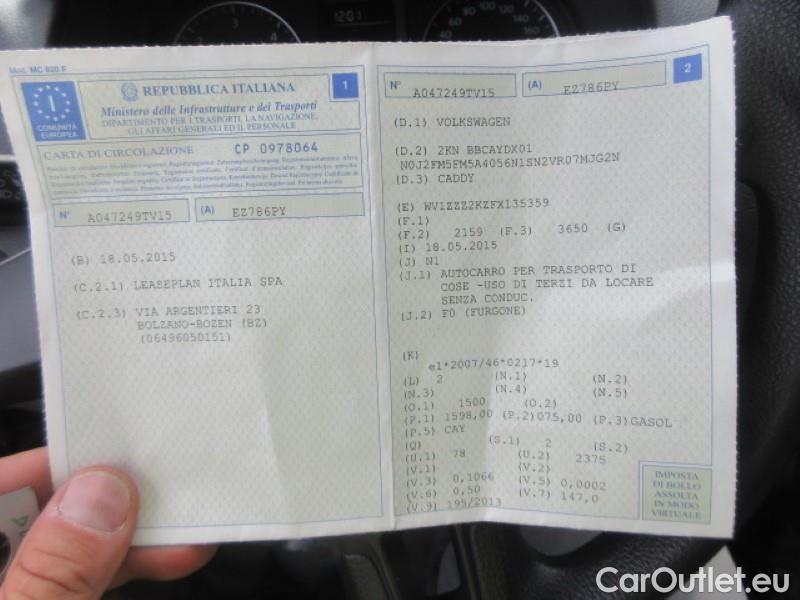 Mod. MC 820 F
REPUBBLICA ITALIANA
1
Ministero delle Infrastrutture e dei Trasporti
DIPARTIMENTO PER I TRASPORTI, LA NAVIGAZIONE,
GLI AFFARI GENERALI ED IL PERSONALE
I
COMUNITÀ
EUROPEA
CARTA DI CIRCOLAZIONE CP 0978064
N° A047249TV15 (A) EZ786PY
(B) 18.05.2015
(C.2.1) LEASEPLAN ITALIA SPA
(C.2.3) VIA ARGENTIERI 23
BOLZANO-BOZEN (BZ)
(06496050151)
N° A047249TV15 (A) EZ786PY
2
(D.1) VOLKSWAGEN
(D.2) 2KN BBCAYDX01
N0J2FM5FM5A4056N1SN2VR07MJG2N
(D.3) CADDY
(E) WV1ZZZ2KZFX135359
(F.1)
(F.2) 2159 (F.3) 3650 (G)
(I) 18.05.2015
(J) N1
(J.1) AUTOCARRO PER TRASPORTO DI
COSE -USO DI TERZI DA LOCARE
SENZA CONDUC.
(J.2) F0 (FURGONE)
(K)
e1*2007/46*0217*19
(L) 2 (N.1) (N.2)
(N.3) (N.4) (N.5)
(O.1) 1500 (O.2)
(P.1) 1598,00 (P.2)075,00 (P.3)GASOL
(P.5) CAY
(Q) (S.1) 2 (S.2)
(U.1) 78 (U.2) 2375
(V.1) (V.2)
(V.3) 0,1066 (V.5) 0,0002
(V.6) 0,50 (V.7) 147,0
(V.9) 195/2013
IMPOSTA
DI BOLLO
ASSOLTA
IN MODO
VIRTUALE
CarOutlet.eu